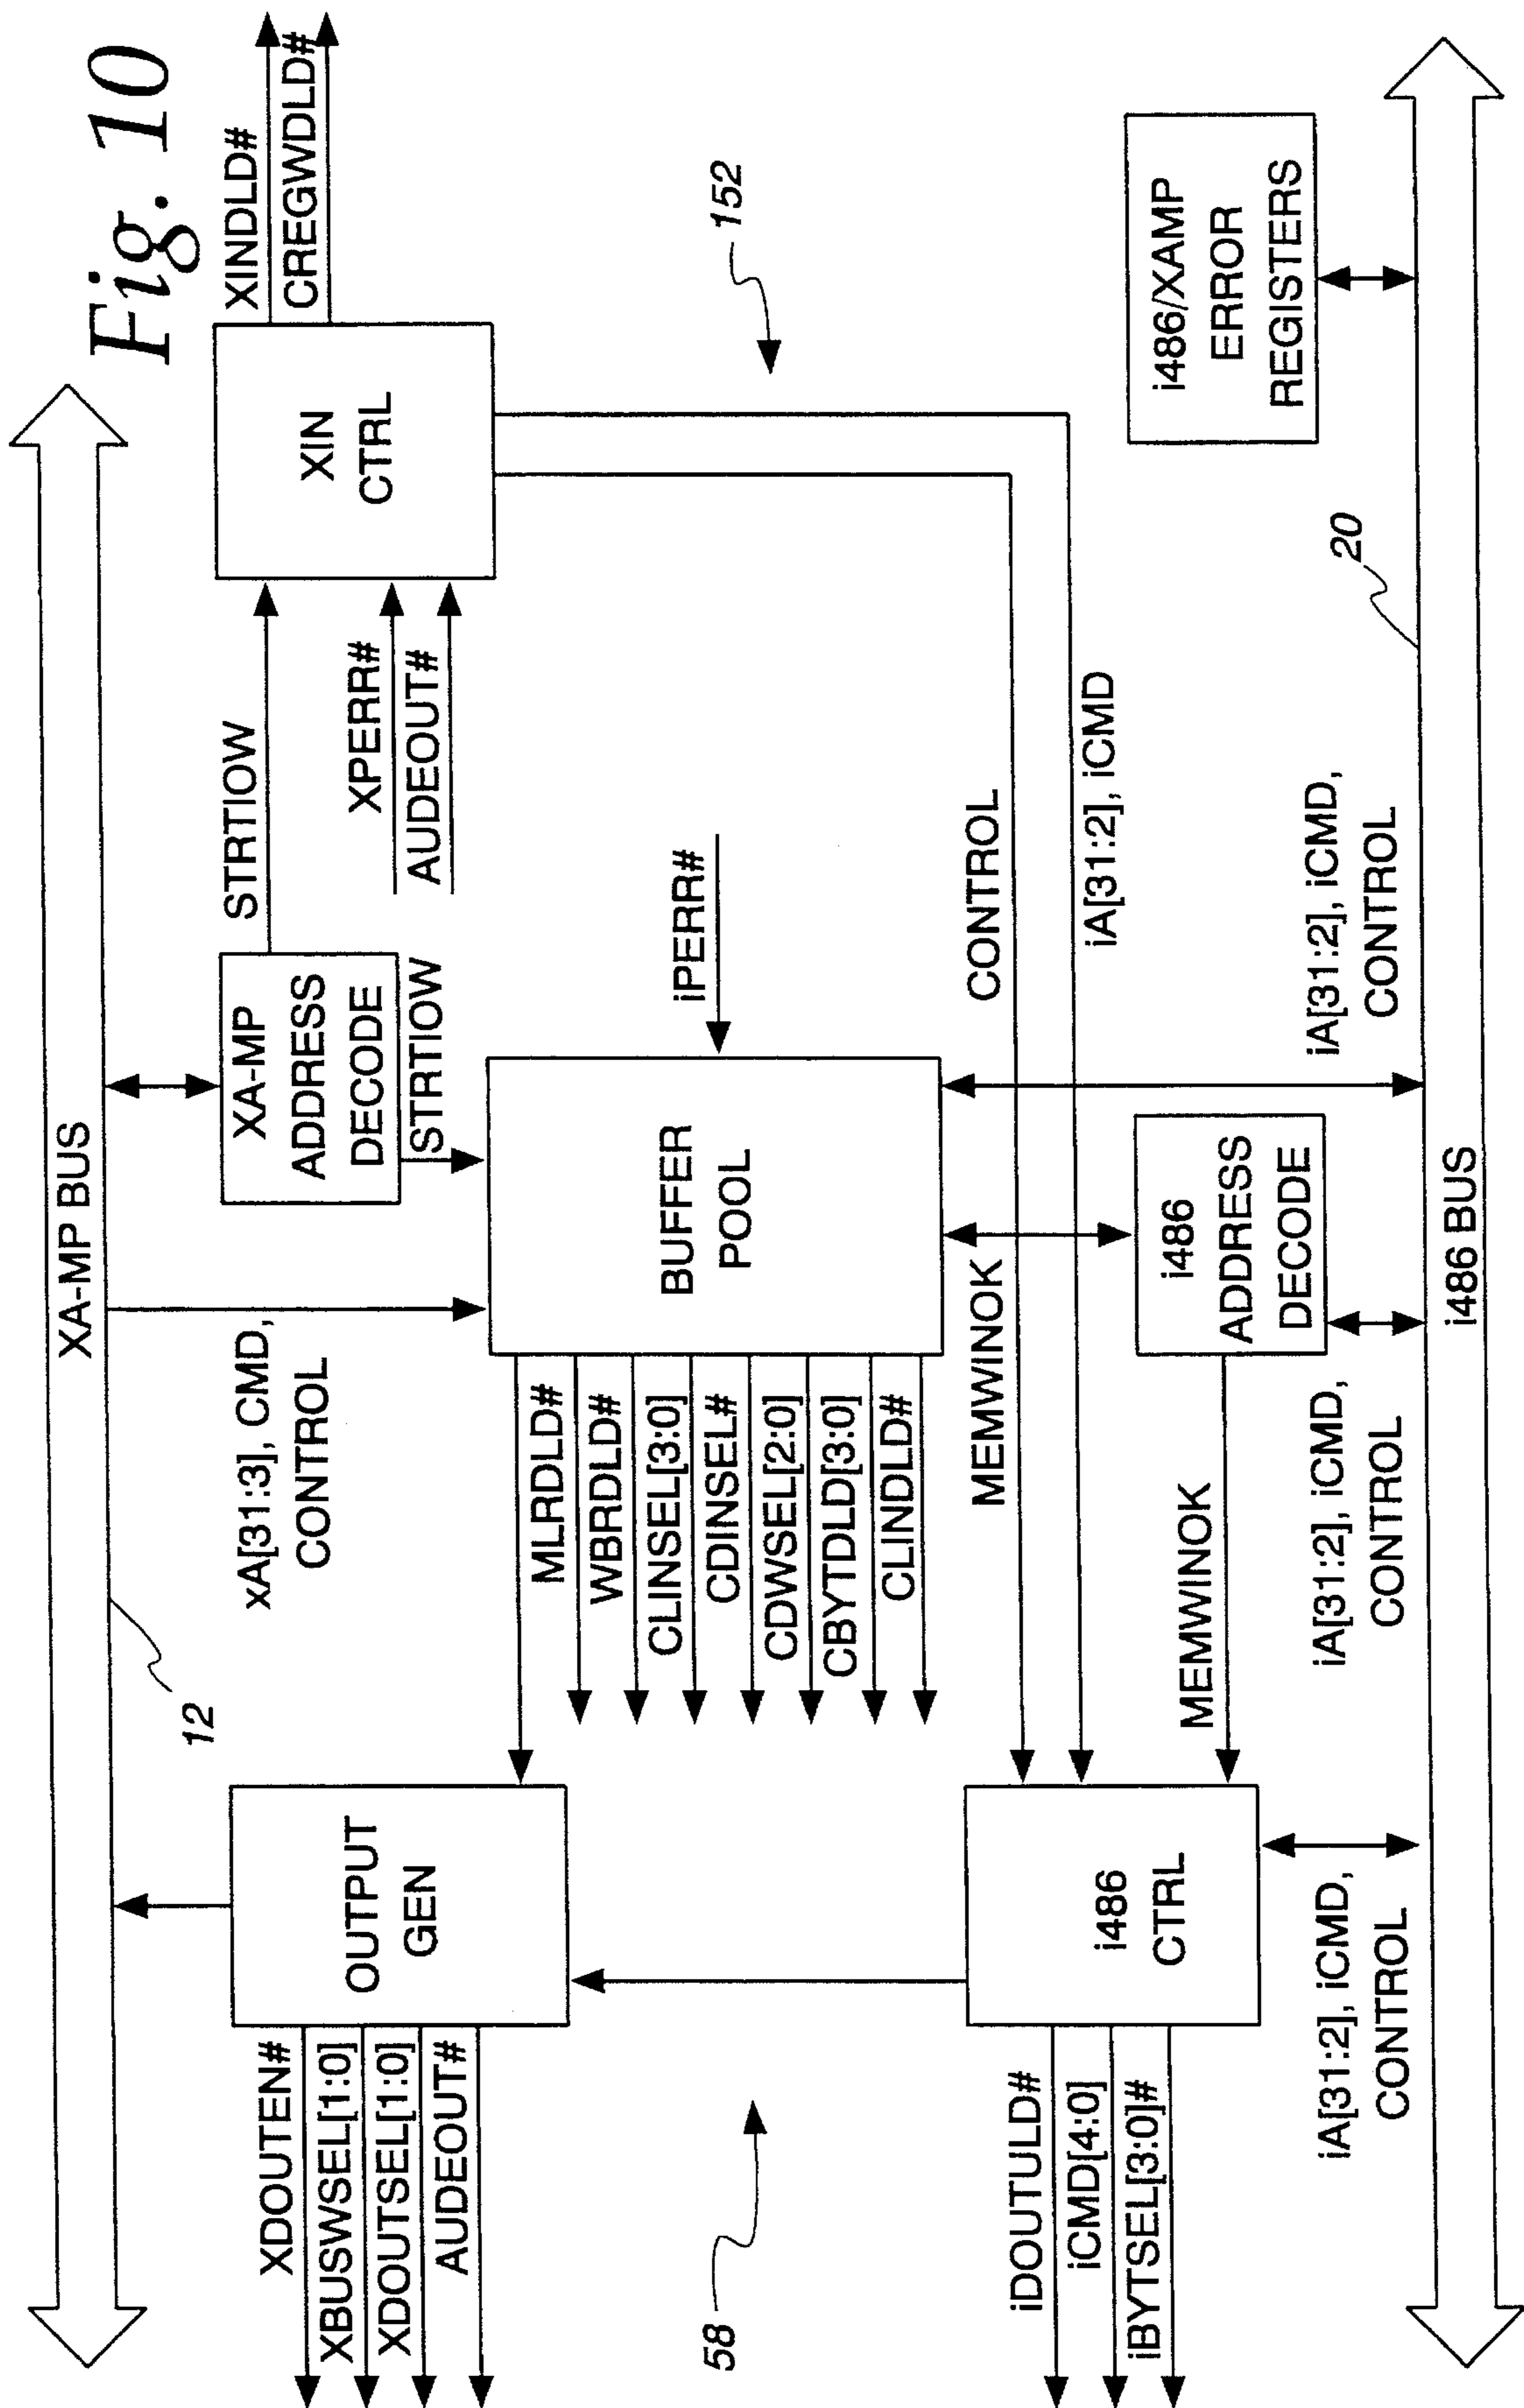 Fig. 10
XA-MP BUS
12
xA[31:3], CMD,
CONTROL
XDOUTEN#
XBUSWSEL[1:0]
XDOUTSEL[1:0]
AUDEOUT#
OUTPUT
GEN
MLRDLD#
WBRDLD#
CLINSEL[3:0]
CDINSEL#
CDWSEL[2:0]
CBYTDLD[3:0]
CLINDLD#
BUFFER
POOL
XA-MP
ADDRESS
DECODE
STRTIOW
STRTIOW
XPERR#
AUDEOUT#
iPERR#
XIN
CTRL
XINDLD#
CREGWDLD#
152
58
CONTROL
iA[31:2], iCMD
MEMWINOK
MEMWINOK
iDOUTULD#
iCMD[4:0]
iBYTSEL[3:0]#
i486
CTRL
i486
ADDRESS
DECODE
i486/XAMP
ERROR
REGISTERS
iA[31:2], iCMD,
CONTROL
iA[31:2], iCMD,
CONTROL
iA[31:2], iCMD,
CONTROL
20
i486 BUS